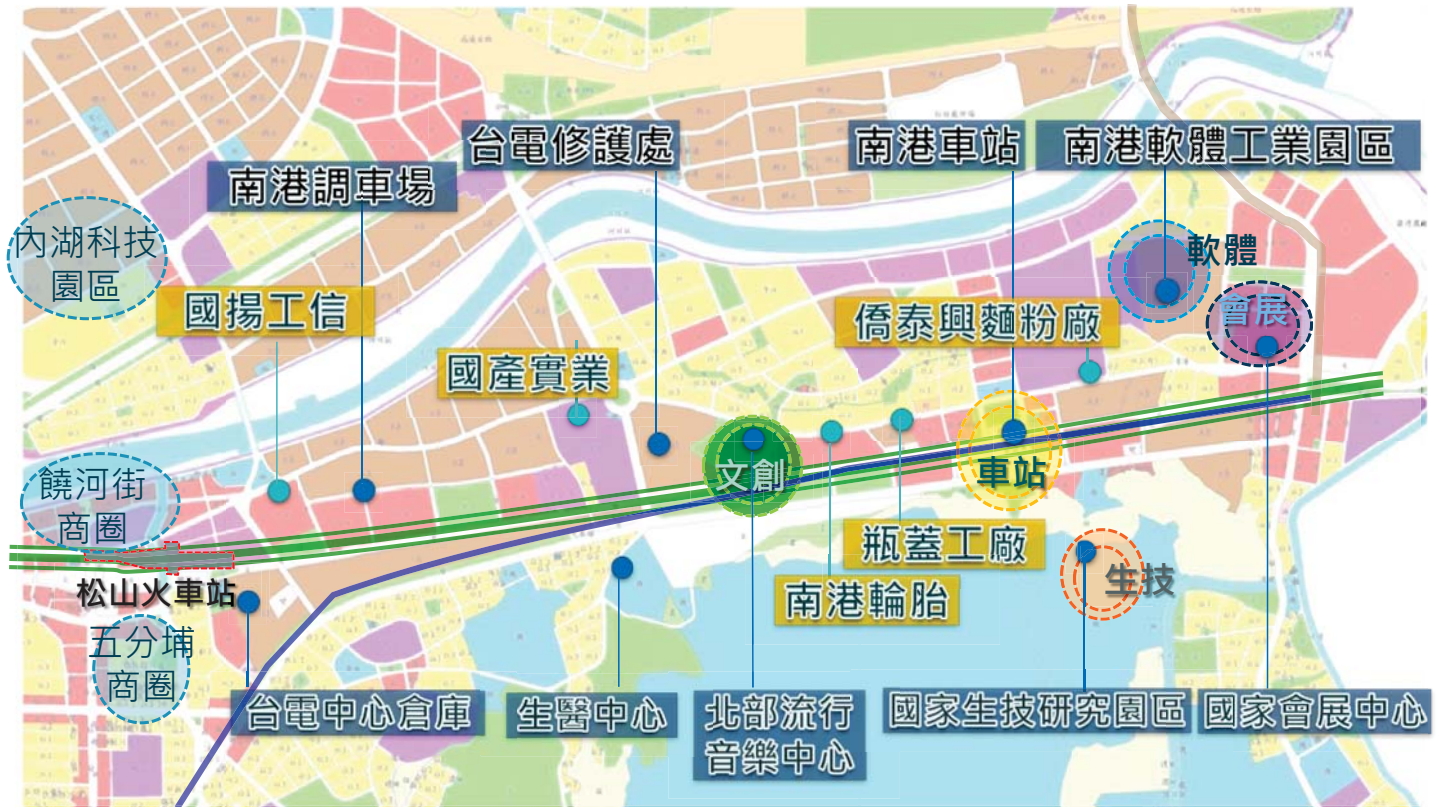 台電修護處
南港車站
南港軟體工業園區
南港調車場
內湖科技
園區
軟體
國揚工信
僑泰興麵粉廠
會展
國產實業
文創
車站
饒河街
商圈
瓶蓋工廠
松山火車站
南港輪胎
生技
五分埔
商圈
台電中心倉庫
生醫中心
北部流行
音樂中心
國家生技研究園區
國家會展中心